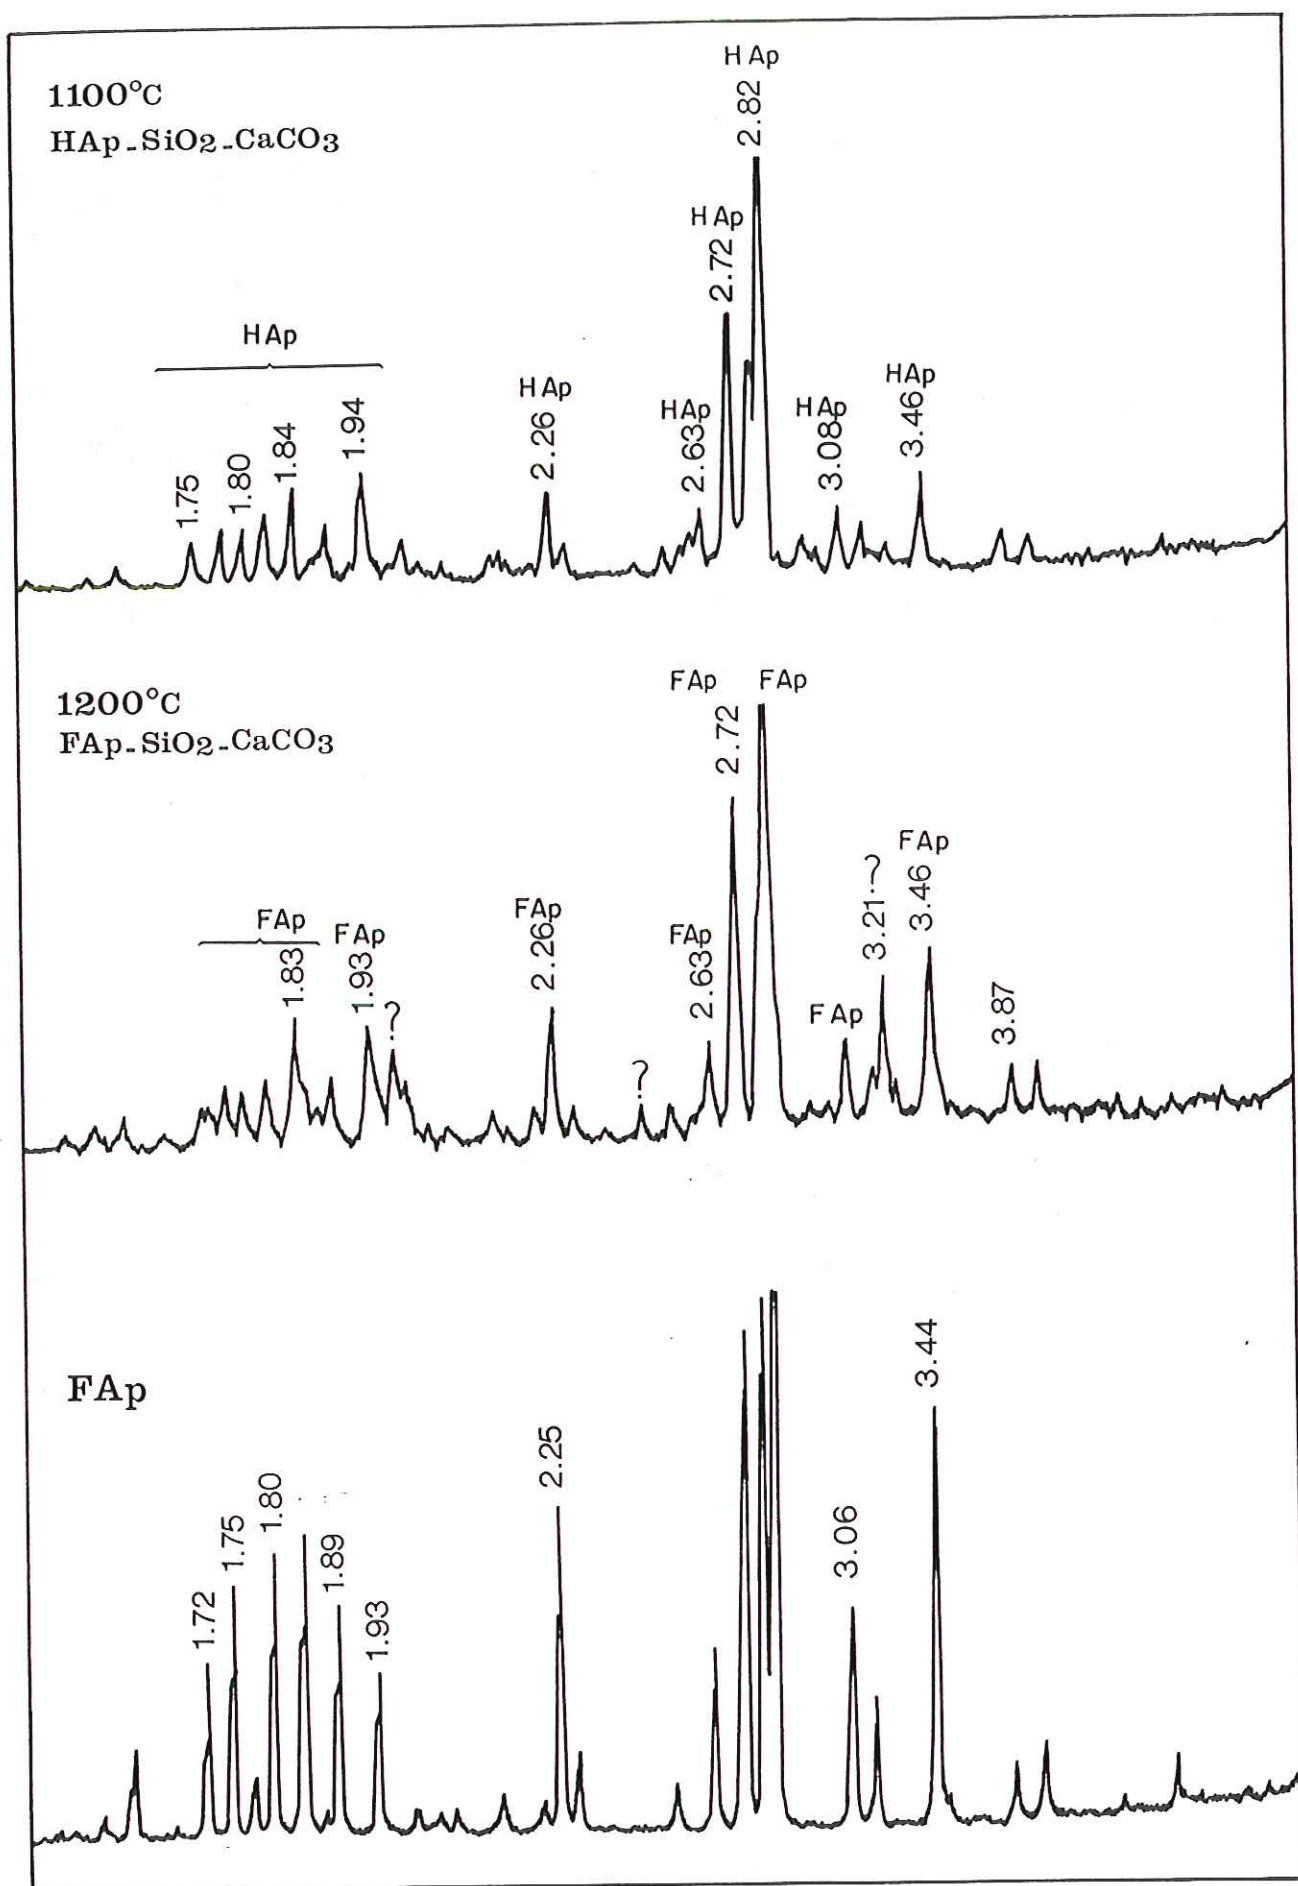 1100°C
HAp-SiO2-CaCO3
HAp
1.75
1.80
1.84
1.94
HAp
2.26
HAp
2.63
HAp
2.72
HAp
2.82
HAp
3.08
HAp
3.46
1200°C
FAp-SiO2-CaCO3
FAp
1.83
FAp
1.93
?
FAp
2.26
?
FAp
2.63
FAp
2.72
FAp
FAp
3.21
?
FAp
3.46
3.87
FAp
1.72
1.75
1.80
1.89
1.93
2.25
3.06
3.44